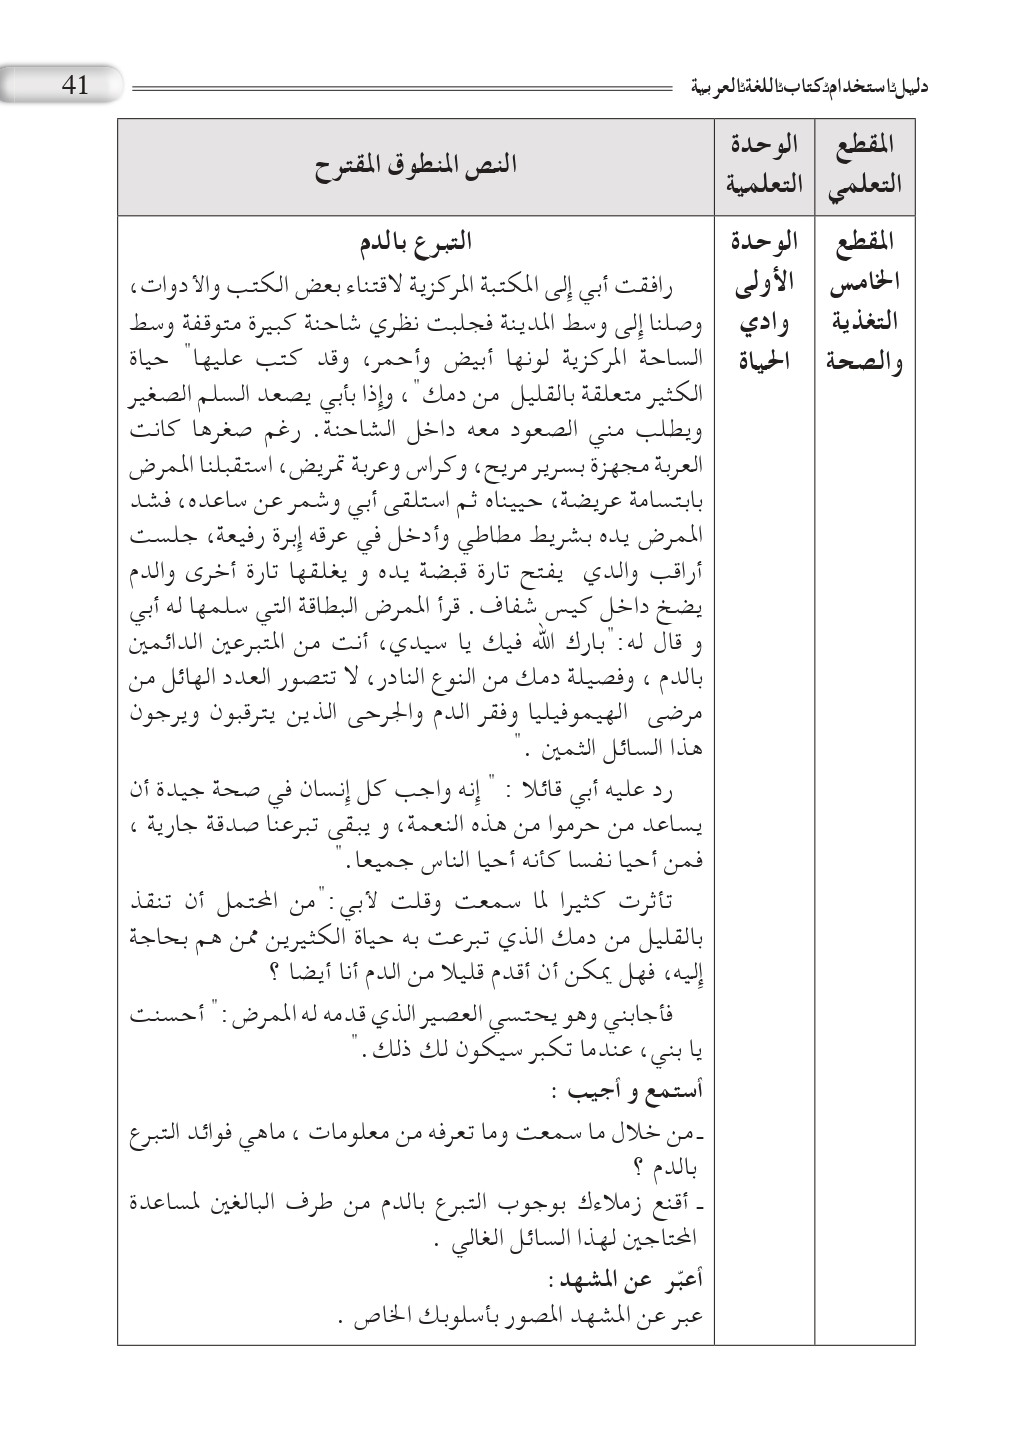 دليل استخدام كتاب اللغة العربية
41
المقطع التعلمي
الوحدة التعلمية
النص المنطوق المقترح
المقطع
الخامس
التغذية
والصحة
الوحدة
الأولى
وادي
الحياة
التبرع بالدم
رافقت أبي إلى المكتبة المركزية لاقتناء بعض الكتب والأدوات،
وصلنا إلى وسط المدينة فجلبت نظري شاحنة كبيرة متوقفة وسط
الساحة المركزية لونها أبيض وأحمر، وقد كتب عليها" حياة
الكثير متعلقة بالقليل من دمك"، وإذا بأبي يصعد السلم الصغير
ويطلب مني الصعود معه داخل الشاحنة. رغم صغرها كانت
العربة مجهزة بسرير مريح، وكراس وعربة تمريض، استقبلنا الممرض
بابتسامة عريضة، حييناه ثم استلقى أبي وشمر عن ساعده، فشد
الممرض يده بشريط مطاطي وأدخل في عرقه إبرة رفيعة، جلست
أراقب والدي يفتح تارة قبضة يده و يغلقها تارة أخرى والدم
يضخ داخل كيس شفاف. قرأ الممرض البطاقة التي سلمها له أبي
و قال له:"بارك الله فيك يا سيدي، أنت من المتبرعين الدائمين
بالدم ، وفصيلة دمك من النوع النادر، لا تتصور العدد الهائل من
مرضى الهيموفيليا وفقر الدم والجرحى الذين يترقبون ويرجون
هذا السائل الثمين ."
رد عليه أبي قائلا : " إنه واجب كل إنسان في صحة جيدة أن
يساعد من حرموا من هذه النعمة، و يبقى تبرعنا صدقة جارية ،
فمن أحيا نفسا كأنه أحيا الناس جميعا."
تأثرت كثيرا لما سمعت وقلت لأبي:"من المحتمل أن تنقذ
بالقليل من دمك الذي تبرعت به حياة الكثيرين ممن هم بحاجة
إليه، فهل يمكن أن أقدم قليلا من الدم أنا أيضا ؟
فأجابني وهو يحتسي العصير الذي قدمه له الممرض:" أحسنت
يا بني، عندما تكبر سيكون لك ذلك."
أستمع و أجيب :
ـ من خلال ما سمعت وما تعرفه من معلومات ، ماهي فوائد التبرع
بالدم ؟
ـ أقنع زملاءك بوجوب التبرع بالدم من طرف البالغين لمساعدة
المحتاجين لهذا السائل الغالي .
أعبّر عن المشهد:
عبر عن المشهد المصور بأسلوبك الخاص .